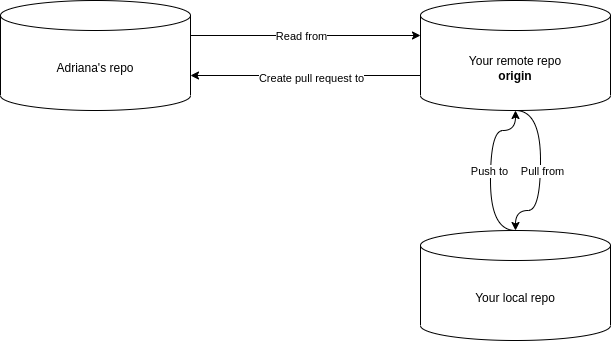 Adriana's repo
Read from
Create pull request to
Your remote repo
origin
Push to
Pull from
Your local repo